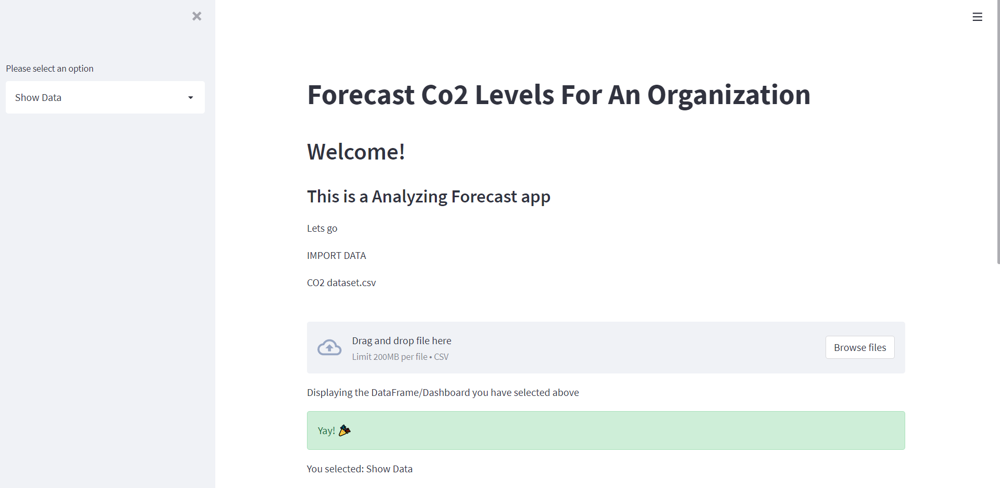 Please select an option
Show Data
Forecast Co2 Levels For An Organization
Welcome!
This is a Analyzing Forecast app
Lets go
IMPORT DATA
CO2 dataset.csv
Drag and drop file here
Limit 200MB per file • CSV
Browse files
Displaying the DataFrame/Dashboard you have selected above
Yay! 🎉
You selected: Show Data